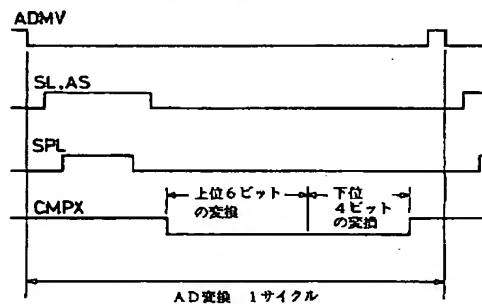 ADMV
SL,AS
SPL
CMPX
上位6ビット
の変換
下位
4ビット
の変換
AD変換 1サイクル